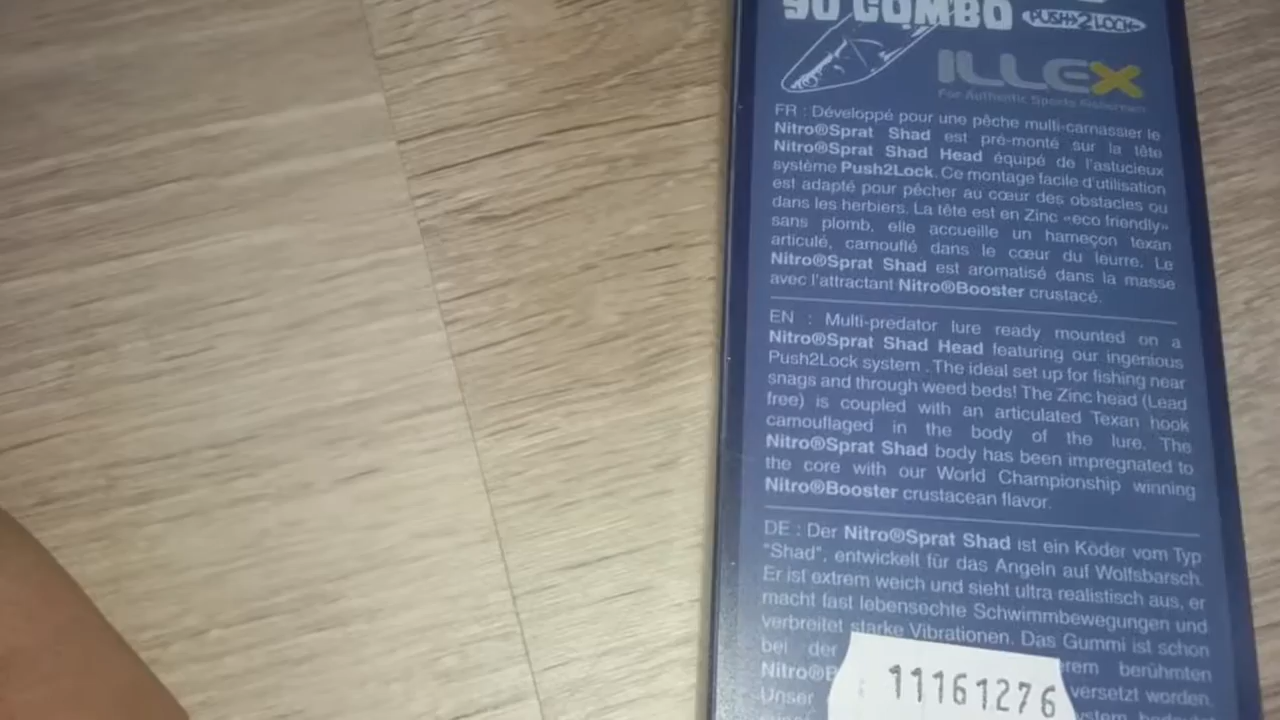 90 COMBO PUSH 2 LOCK
ILLEX
For Authentic Sports Fishermen
FR : Développé pour une pêche multi-carnassier le
Nitro®Sprat Shad est pré-monté sur la tête
Nitro®Sprat Shad Head équipé de l'astucieux
système Push2Lock. Ce montage facile d'utilisation
est adapté pour pêcher au cœur des obstacles ou
dans les herbiers. La tête est en Zinc «eco friendly»
sans plomb, elle accueille un hameçon texan
articulé, camouflé dans le cœur du leurre. Le
Nitro®Sprat Shad est aromatisé dans la masse
avec l'attractant Nitro®Booster crustacé.
EN : Multi-predator lure ready mounted on a
Nitro®Sprat Shad Head featuring our ingenious
Push2Lock system . The ideal set up for fishing near
snags and through weed beds! The Zinc head (Lead
free) is coupled with an articulated Texan hook
camouflaged in the body of the lure. The
Nitro®Sprat Shad body has been impregnated to
the core with our World Championship winning
Nitro®Booster crustacean flavor.
DE : Der Nitro®Sprat Shad ist ein Köder vom Typ
"Shad", entwickelt für das Angeln auf Wolfsbarsch.
Er ist extrem weich und sieht ultra realistisch aus, er
macht fast lebensechte Schwimmbewegungen und
verbreitet starke Vibrationen. Das Gummi ist schon
bei der erem berühmten
Nitro®B versetzt worden.
Unser
11161276